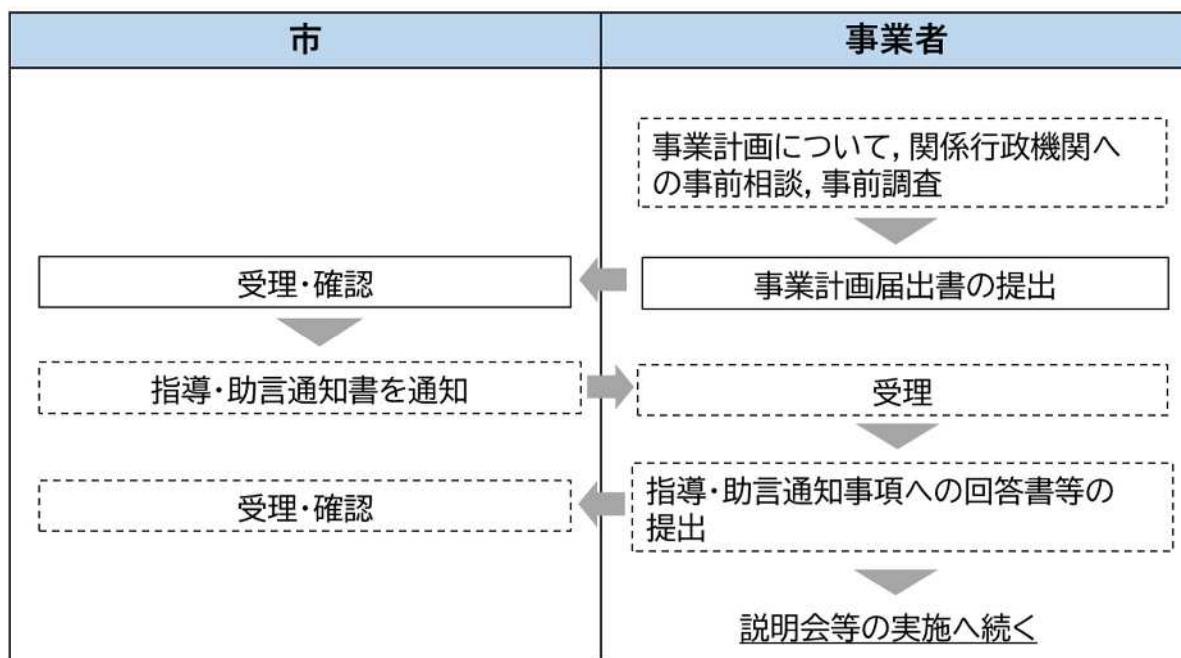 市
事業者
事業計画について，関係行政機関へ
の事前相談，事前調査
受理・確認
事業計画届出書の提出
指導・助言通知書を通知
受理
受理・確認
指導・助言通知事項への回答書等の
提出
説明会等の実施へ続く